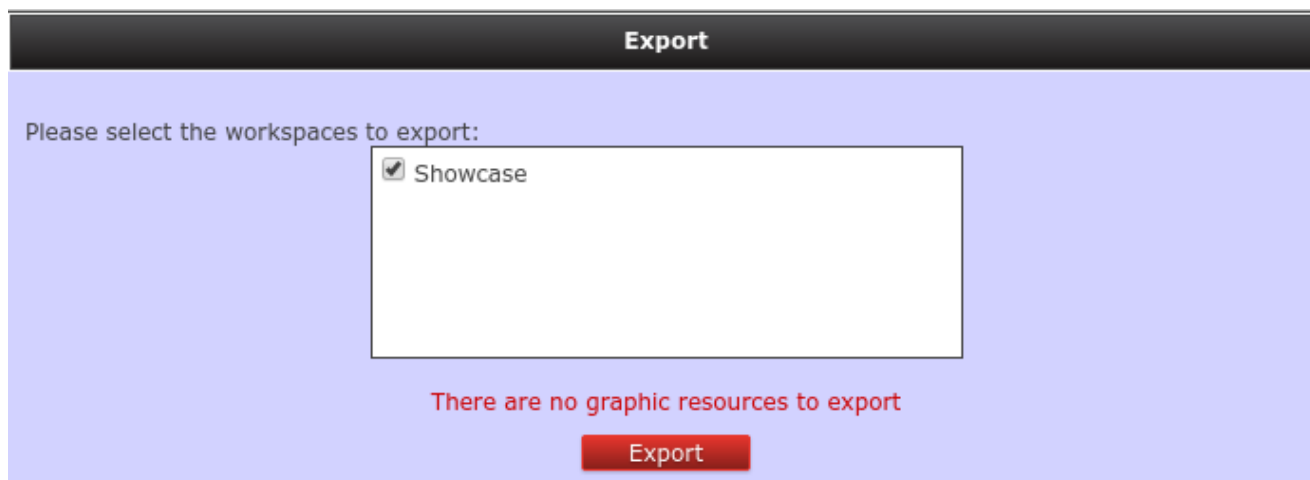 Export
Please select the workspaces to export:
Showcase
There are no graphic resources to export
Export